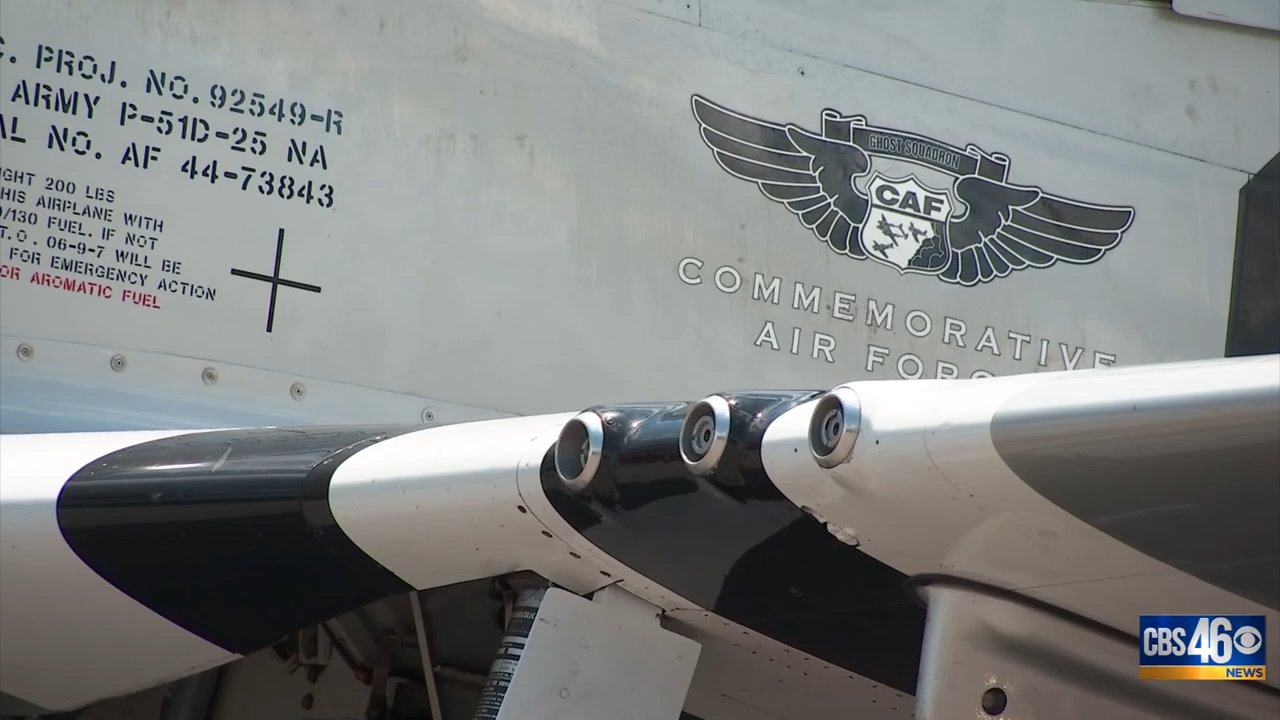 C. PROJ. NO. 92549-R
ARMY P-51D-25 NA
AL NO. AF 44-73843
GHT 200 LBS
HIS AIRPLANE WITH
0/130 FUEL. IF NOT
T.O. 06-9-7 WILL BE
FOR EMERGENCY ACTION
OR AROMATIC FUEL
GHOST SQUADRON
CAF
COMMEMORATIVE
AIR FORC
CBS46
NEWS